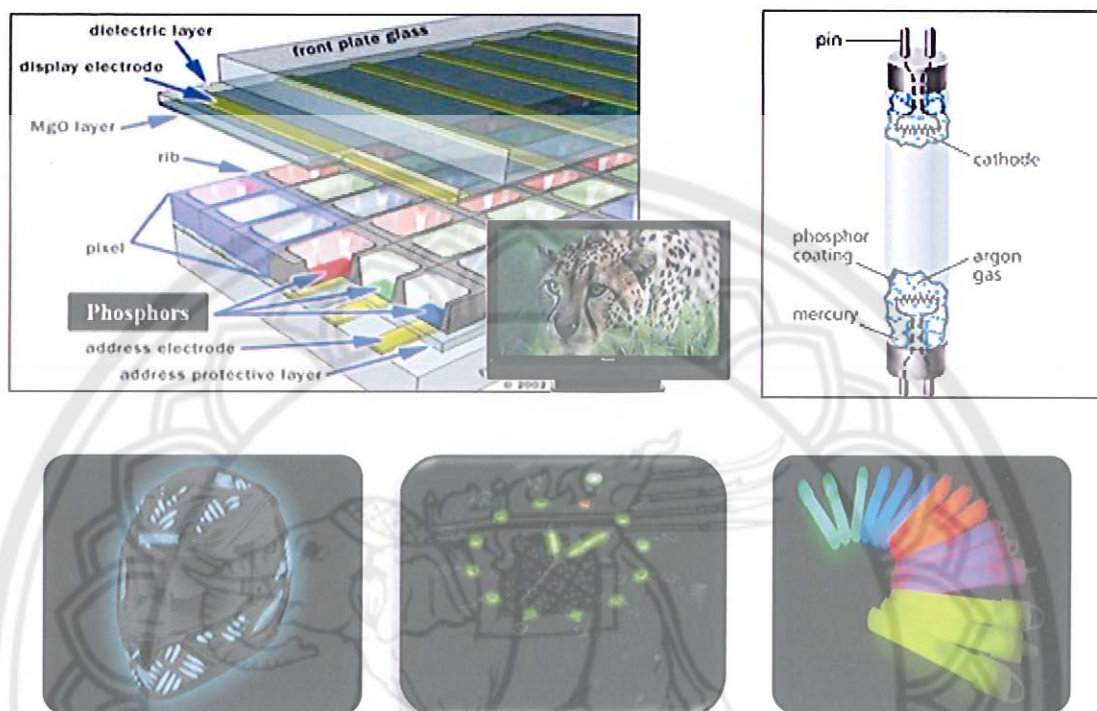 dielectric layer
front plate glass
display electrode
MgO layer
rib
pixel
Phosphors
address electrode
address protective layer
© 2002
pin
cathode
phosphor
coating
argon
gas
mercury